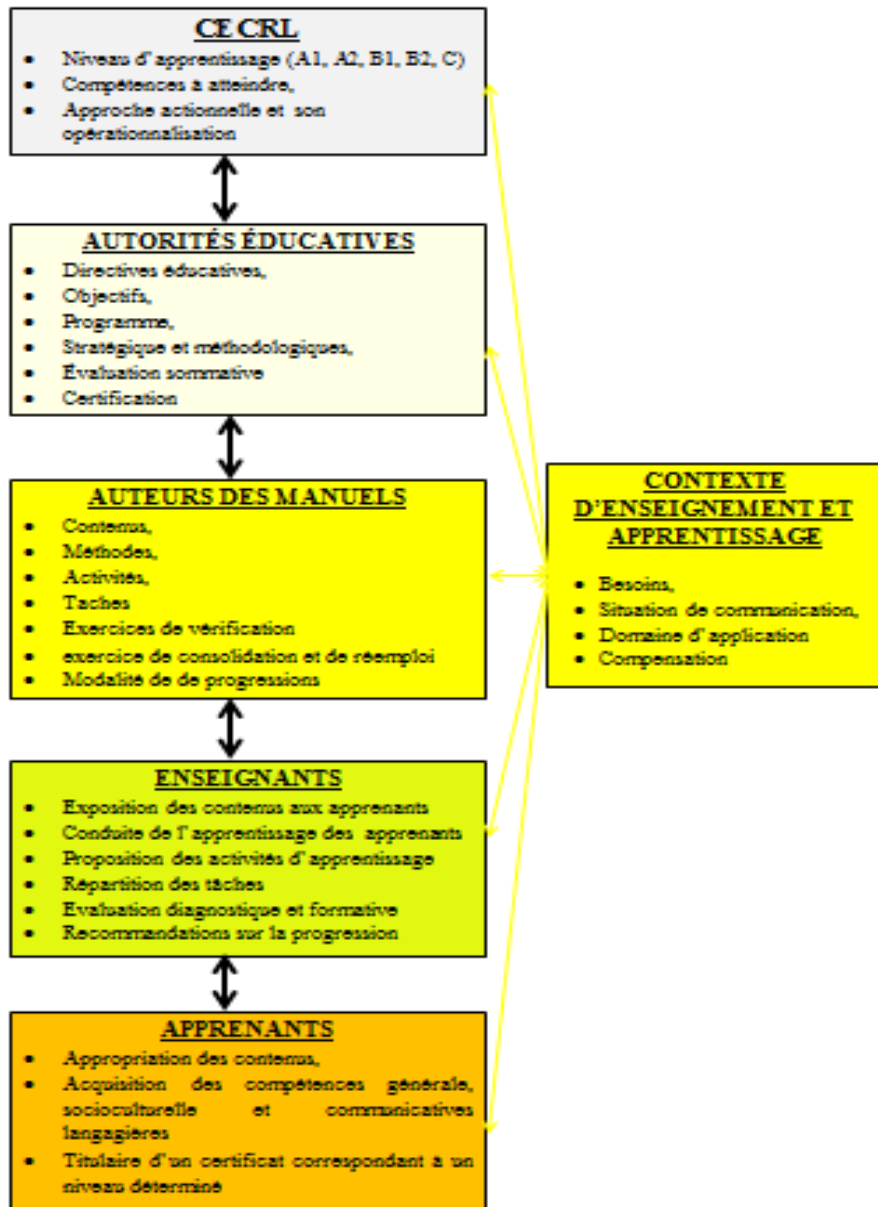 CECRL
• Niveau d'apprentissage (A1, A2, B1, B2, C)
• Compétences à atteindre,
• Approche actionnelle et son
opérationnalisation
AUTORITÉS ÉDUCATIVES
• Directives éducatives,
• Objectifs,
• Programme,
• Stratégique et méthodologiques,
• Évaluation sommative
• Certification
AUTEURS DES MANUELS
• Contenus,
• Méthodes,
• Activités,
• Taches
• Exercices de vérification
• exercice de consolidation et de réemploi
• Modalité de de progressions
CONTEXTE
D'ENSEIGNEMENT ET
APPRENTISSAGE
• Besoins,
• Situation de communication,
• Domaine d'application
• Compensation
ENSEIGNANTS
• Exposition des contenus aux apprenants
• Conduite de l'apprentissage des apprenants
• Proposition des activités d'apprentissage
• Répartition des tâches
• Evaluation diagnostique et formative
• Recommandations sur la progression
APPRENANTS
• Appropriation des contenus,
• Acquisition des compétences générale,
socioculturelle et communicatives
langagières
• Titulaire d'un certificat correspondant à un
niveau déterminé